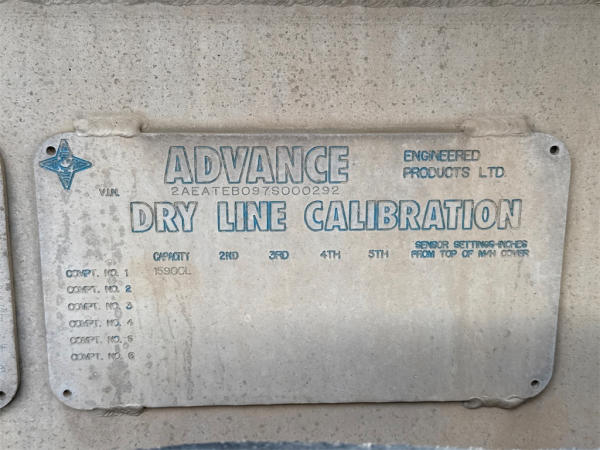 ADVANCE ENGINEERED PRODUCTS LTD.
V.I.N. 2AEATEB097S000292
DRY LINE CALIBRATION
CAPACITY 2ND 3RD 4TH 5TH SENSOR SETTINGS-INCHES FROM TOP OF M/H COVER
COMPT. NO. 1 15900L
COMPT. NO. 2
COMPT. NO. 3
COMPT. NO. 4
COMPT. NO. 5
COMPT. NO. 6